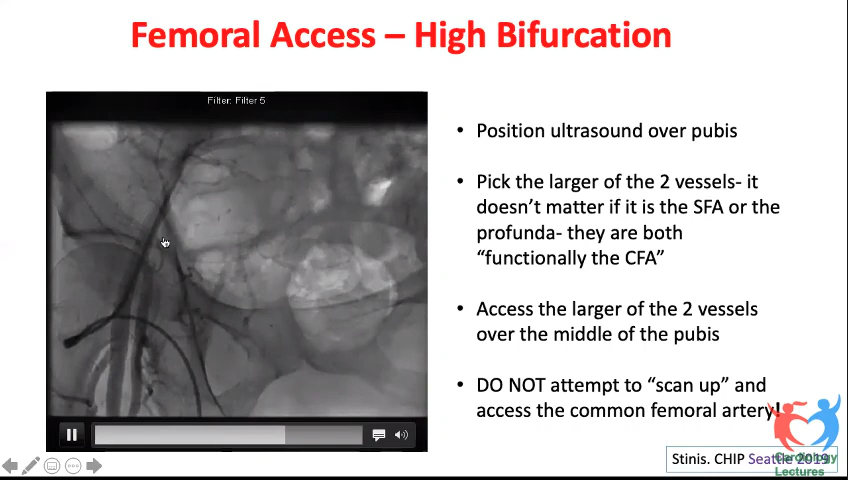 Femoral Access – High Bifurcation
Filter: Filter 5
• Position ultrasound over pubis
• Pick the larger of the 2 vessels- it
doesn't matter if it is the SFA or the
profunda- they are both
“functionally the CFA”
• Access the larger of the 2 vessels
over the middle of the pubis
• DO NOT attempt to “scan up” and
access the common femoral artery!
Stinis. CHIP Seattle 2019
Cardiology
Lectures